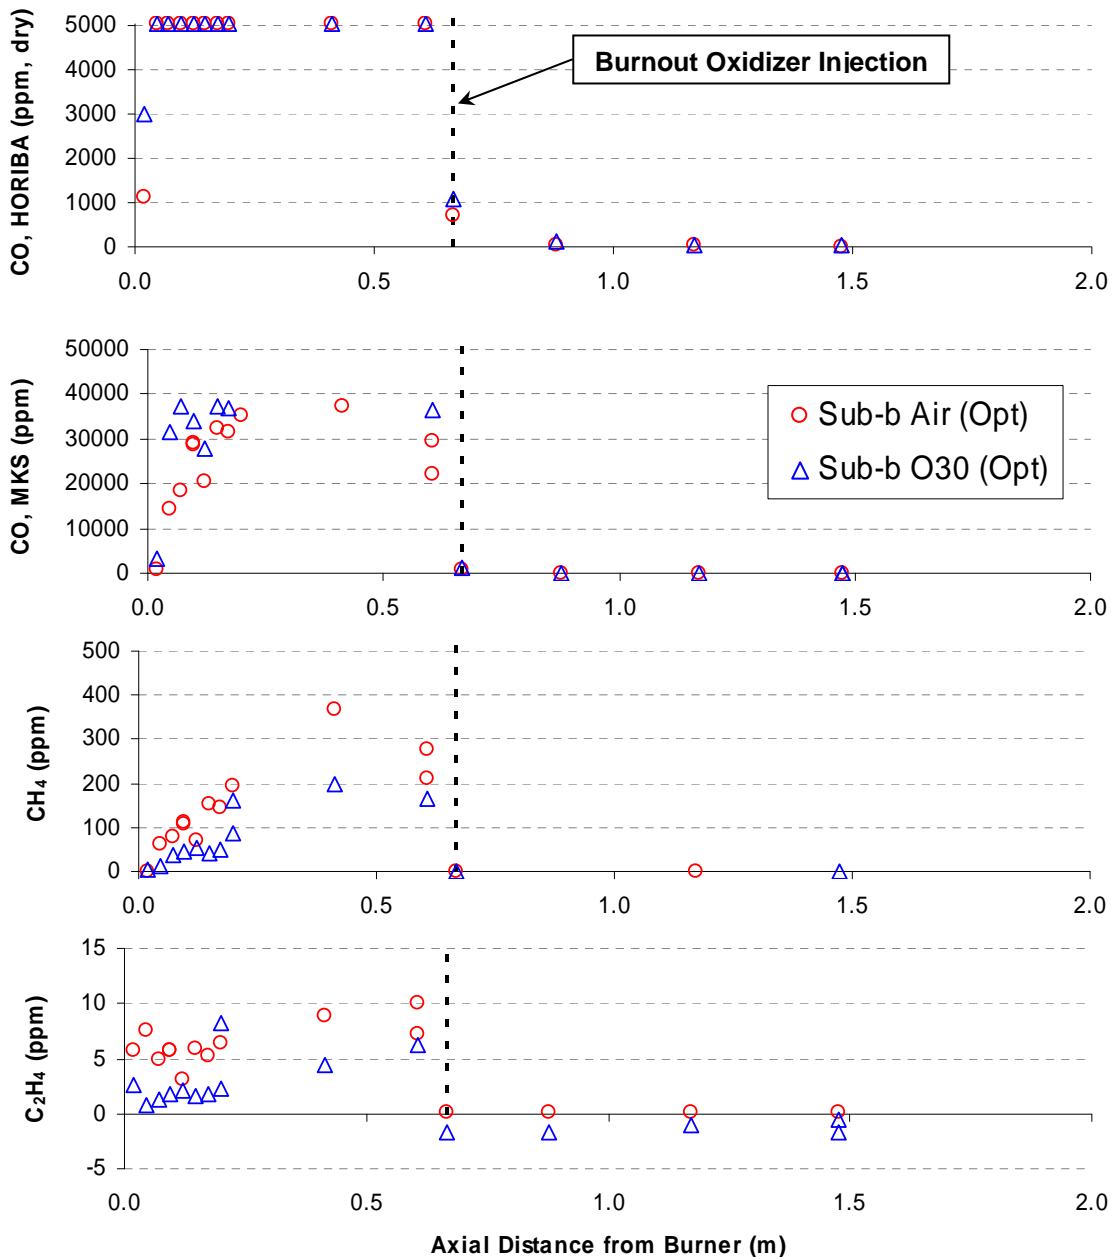 CO, HORIBA (ppm, dry)
5000
4000
3000
2000
1000
0
Burnout Oxidizer Injection
0.0 0.5 1.0 1.5 2.0
CO, MKS (ppm)
50000
40000
30000
20000
10000
0
Sub-b Air (Opt)
Sub-b O30 (Opt)
0.0 0.5 1.0 1.5 2.0
CH₄ (ppm)
500
400
300
200
100
0
0.0 0.5 1.0 1.5 2.0
C₂H₄ (ppm)
15
10
5
0
-5
0.0 0.5 1.0 1.5 2.0
Axial Distance from Burner (m)